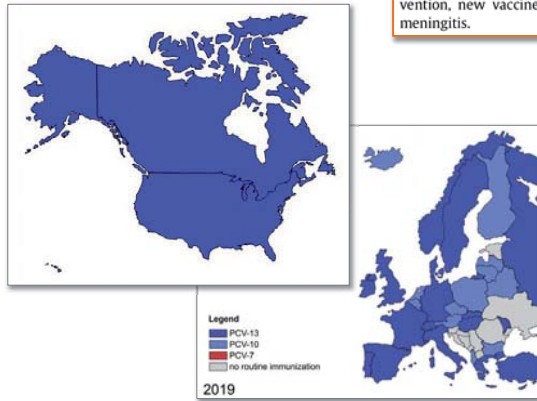 vention, new vaccine
meningitis.
Legend
PCV-13
PCV-10
PCV-7
no routine immunization
2019